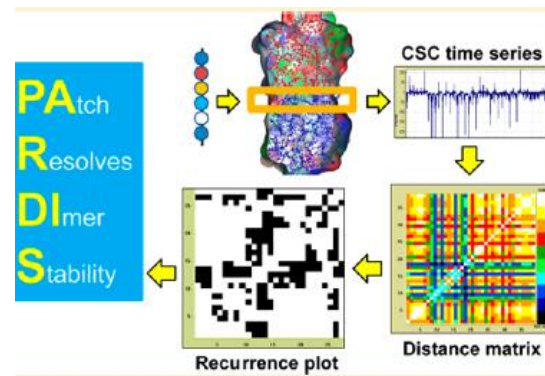 PAtch
Resolves
DImer
Stability
CSC time series
Distance matrix
Recurrence plot